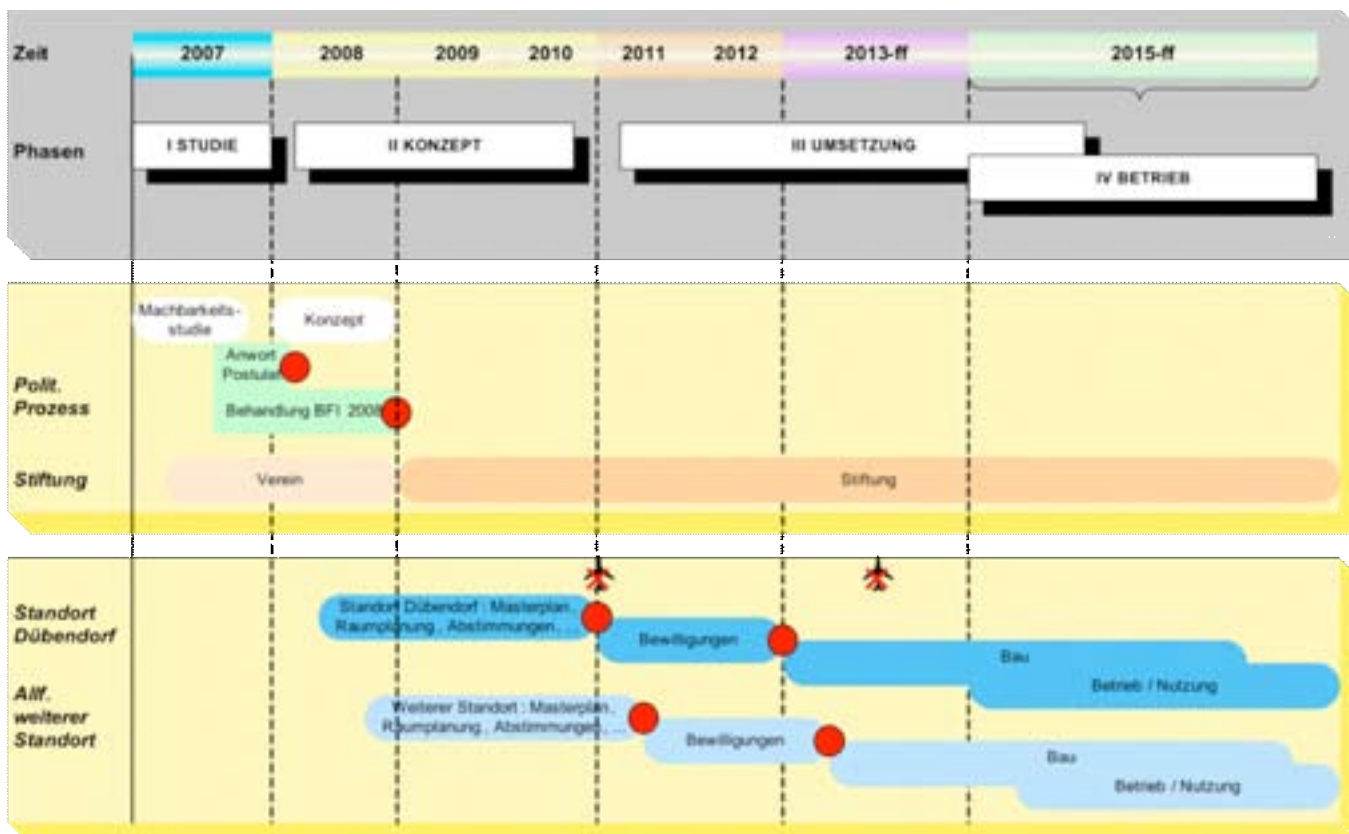 Zeit 2007 2008 2009 2010 2011 2012 2013-ff 2015-ff
Phasen I STUDIE II KONZEPT III UMSETZUNG
IV BETRIEB
Machbarkeits-
studie
Konzept
Anwort
Postulat
Polit.
Prozess
Behandlung BFI 2008
Stiftung Verein Stiftung
Standort
Dübendorf
Standort Dübendorf : Masterplan,
Raumplanung, Abstimmungen, ...
Bewilligungen
Bau
Betrieb / Nutzung
Allf.
weiterer
Standort
Weiterer Standort : Masterplan,
Raumplanung, Abstimmungen, ...
Bewilligungen
Bau
Betrieb / Nutzung